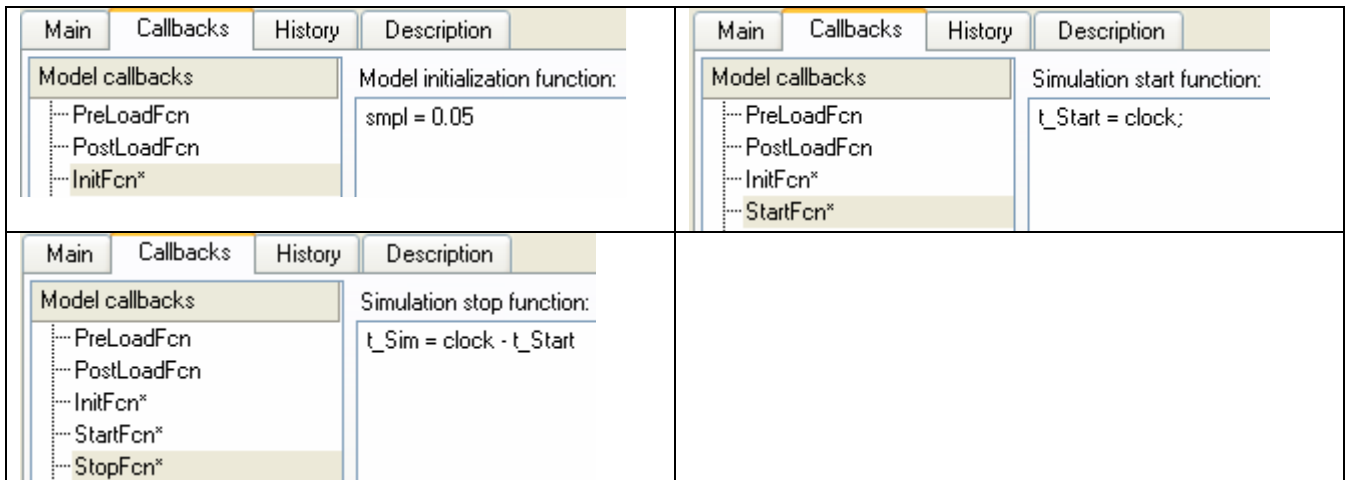 Main Callbacks History Description
Model callbacks
PreLoadFcn
PostLoadFcn
InitFcn*
Model initialization function:
smpl = 0.05
Main Callbacks History Description
Model callbacks
PreLoadFcn
PostLoadFcn
InitFcn*
StartFcn*
Simulation start function:
t_Start = clock;
Main Callbacks History Description
Model callbacks
PreLoadFcn
PostLoadFcn
InitFcn*
StartFcn*
StopFcn*
Simulation stop function:
t_Sim = clock - t_Start